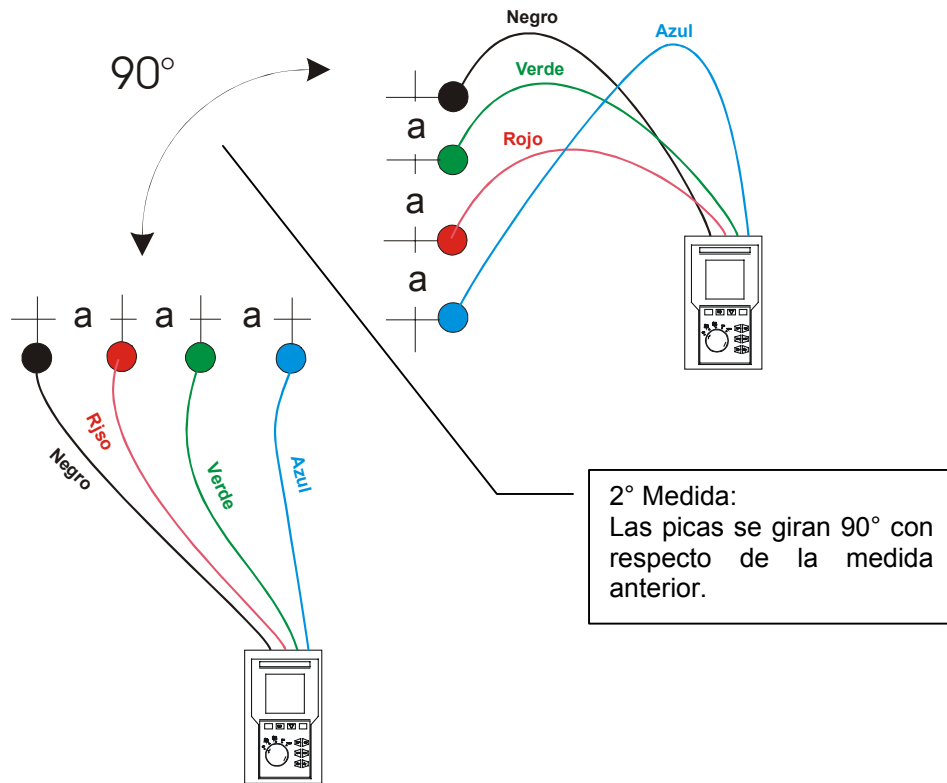 90°
Negro
Azul
Verde
a
Rojo
a
a
a a a
Rjso
Negro
Verde
Azul
2° Medida:
Las picas se giran 90° con
respecto de la medida
anterior.